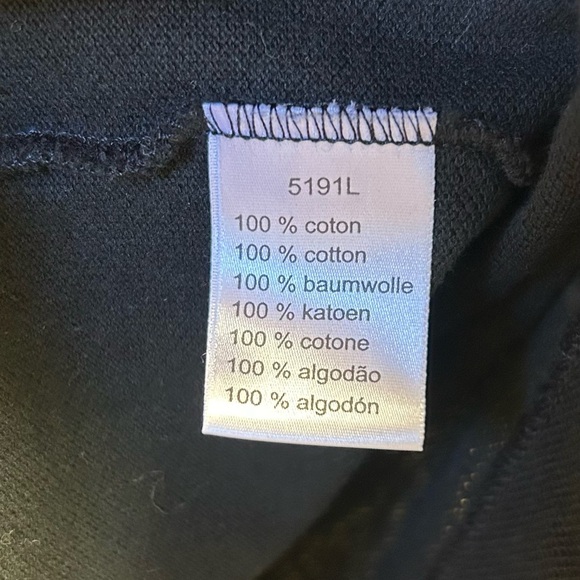 5191L
100 % coton
100 % cotton
100 % baumwolle
100 % katoen
100 % cotone
100 % algodão
100 % algodón